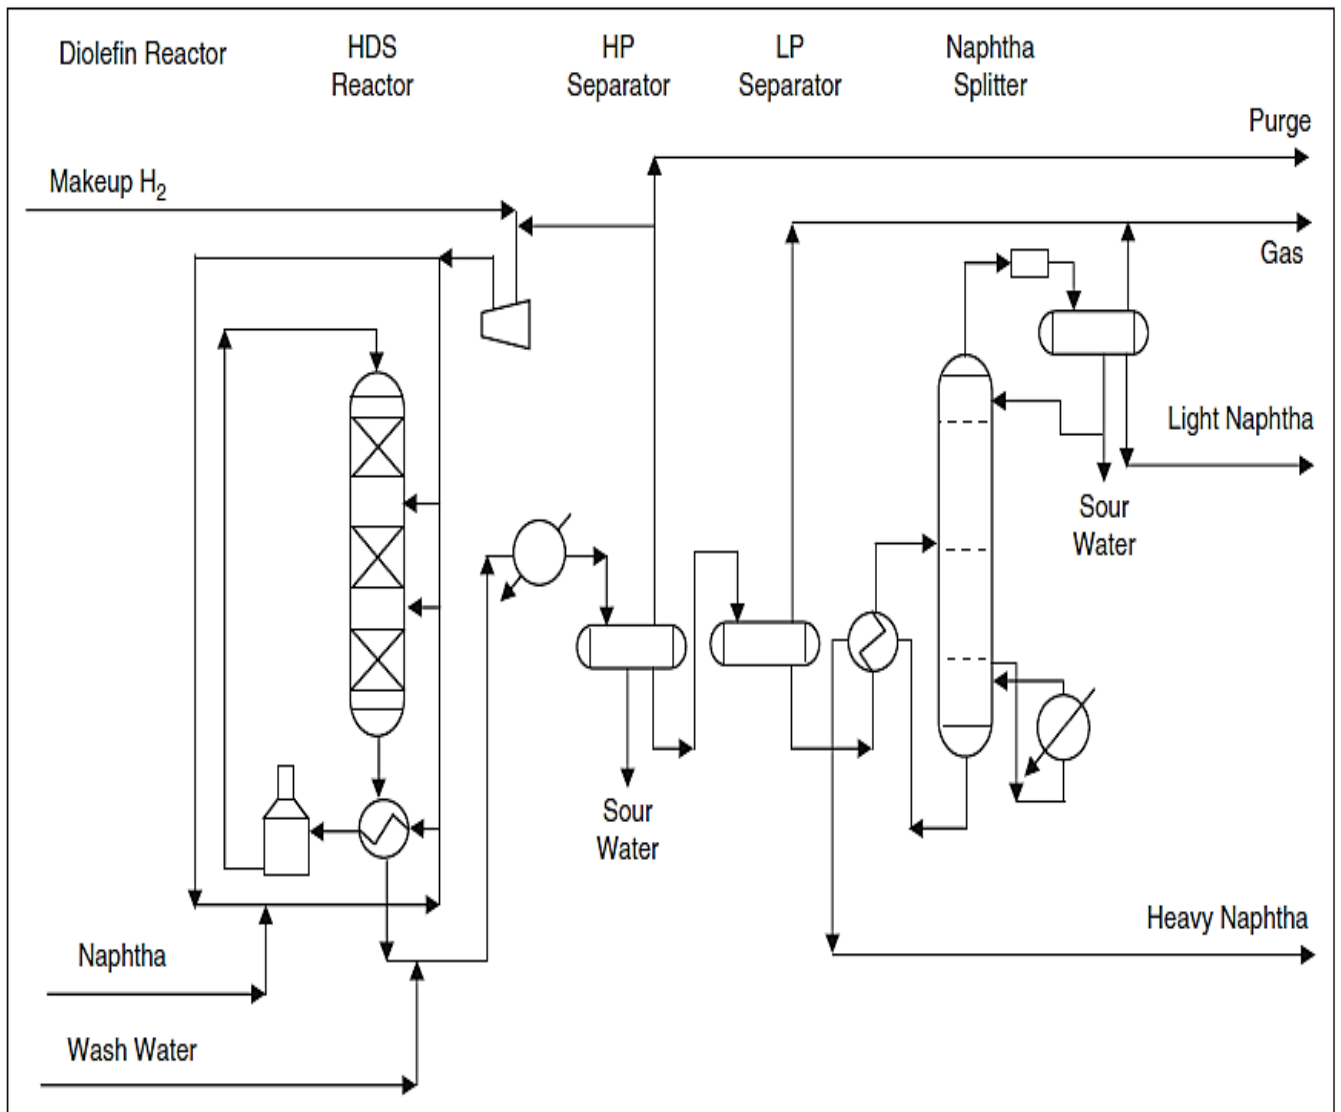 Diolefin Reactor
HDS
Reactor
HP
Separator
LP
Separator
Naphtha
Splitter
Purge
Makeup H₂
Gas
Light Naphtha
Sour
Water
Sour
Water
Heavy Naphtha
Naphtha
Wash Water